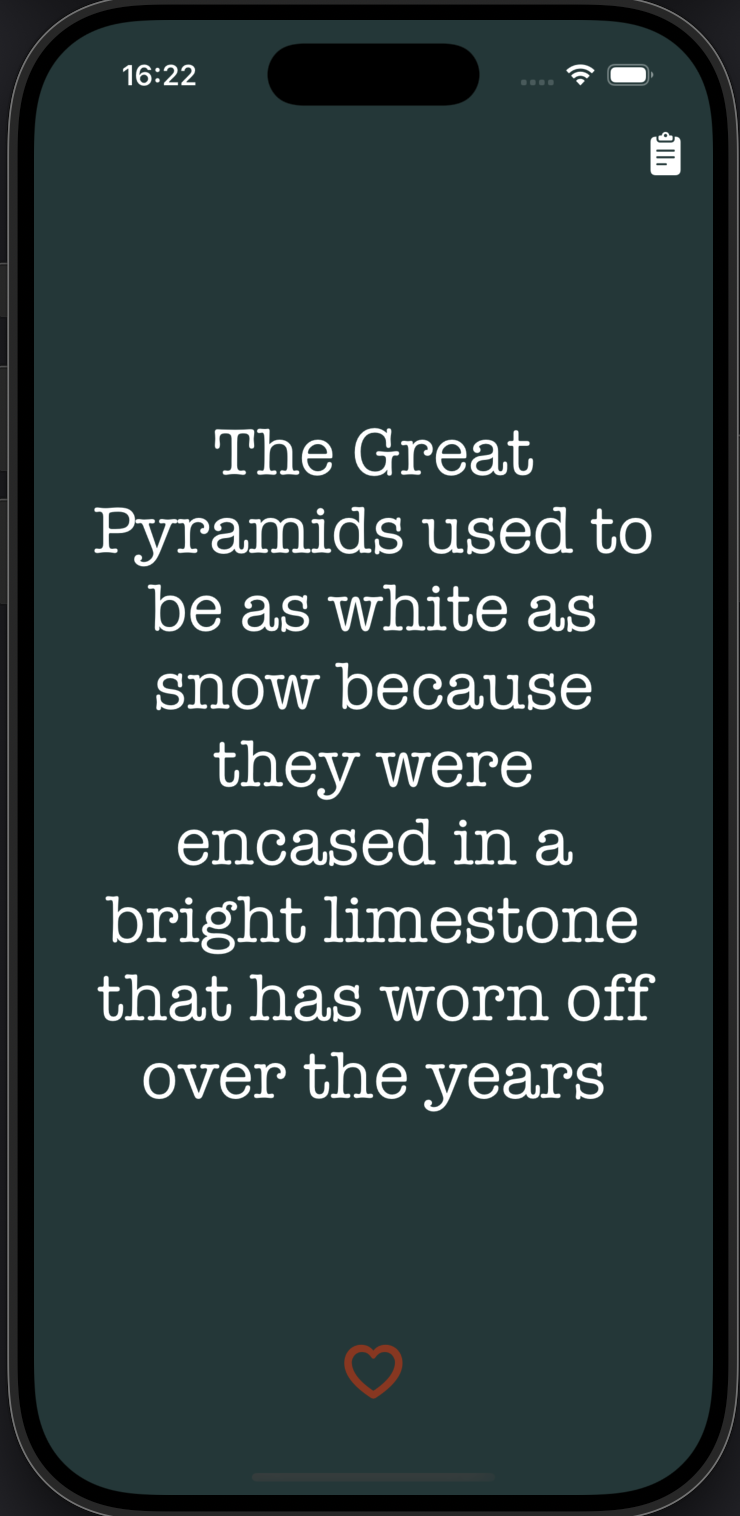 16:22
The Great
Pyramids used to
be as white as
snow because
they were
encased in a
bright limestone
that has worn off
over the years